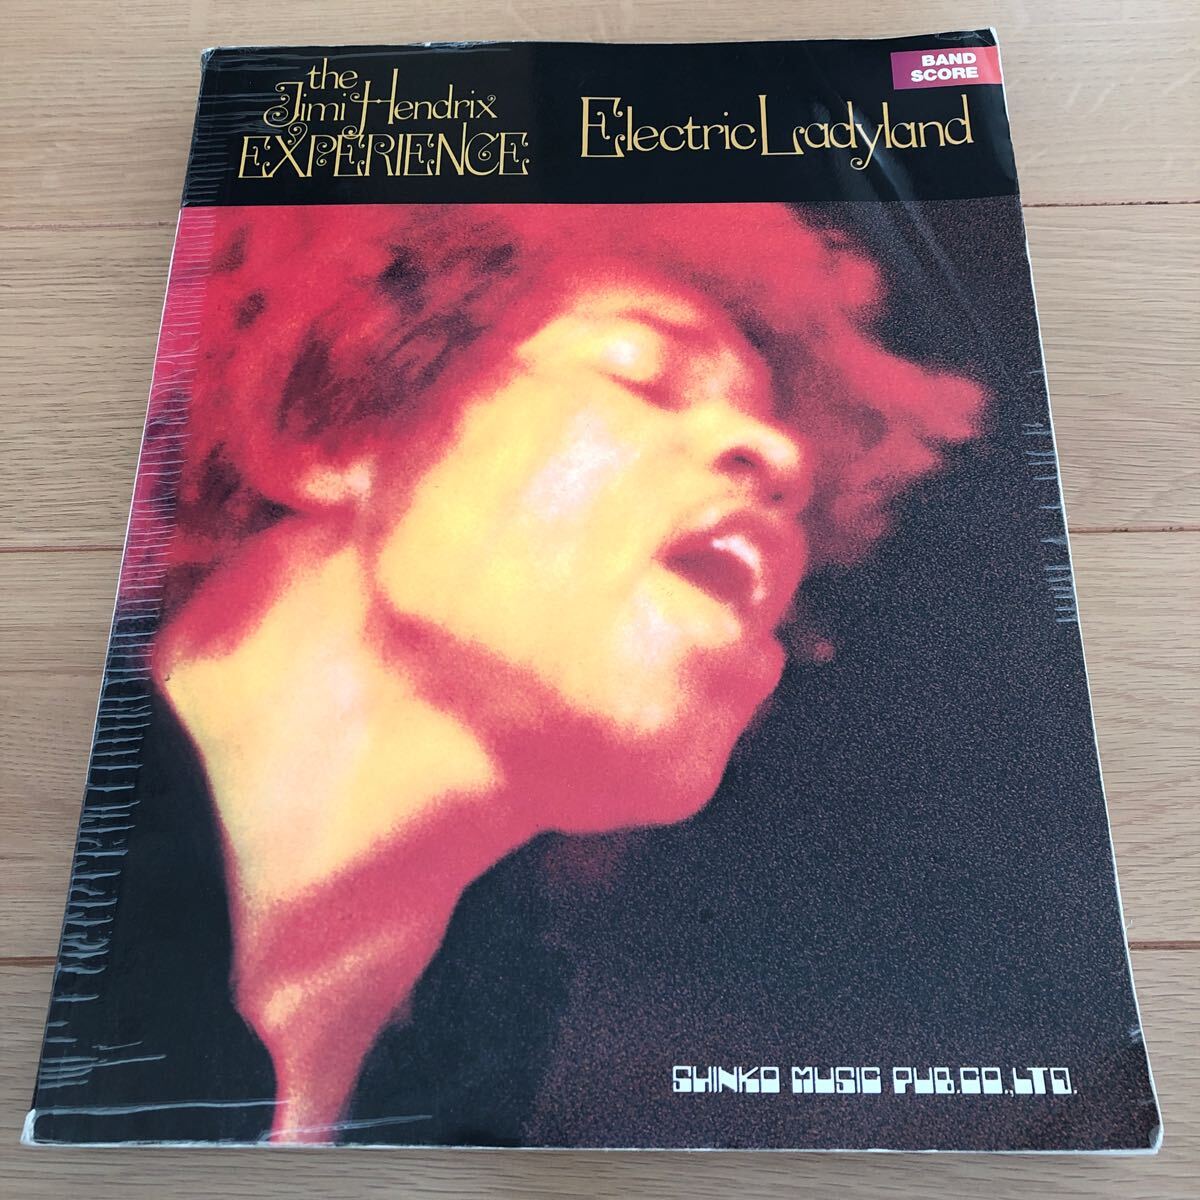 the
Jimi Hendrix
EXPERIENCE
Electric Ladyland
BAND
SCORE
SHINKO MUSIC PUB.CO.,LTD.